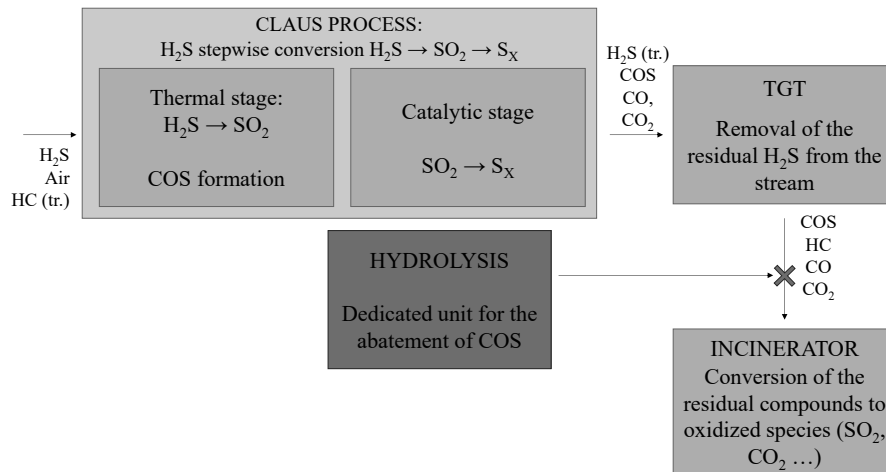 CLAUS PROCESS:
H₂S stepwise conversion H₂S → SO₂ → Sₓ
Thermal stage:
H₂S → SO₂
COS formation
Catalytic stage
SO₂ → Sₓ
H₂S
Air
HC (tr.)
H₂S (tr.)
COS
CO,
CO₂
TGT
Removal of the
residual H₂S from the
stream
COS
HC
CO
CO₂
HYDROLYSIS
Dedicated unit for the
abatement of COS
INCINERATOR
Conversion of the
residual compounds to
oxidized species (SO₂,
CO₂ …)